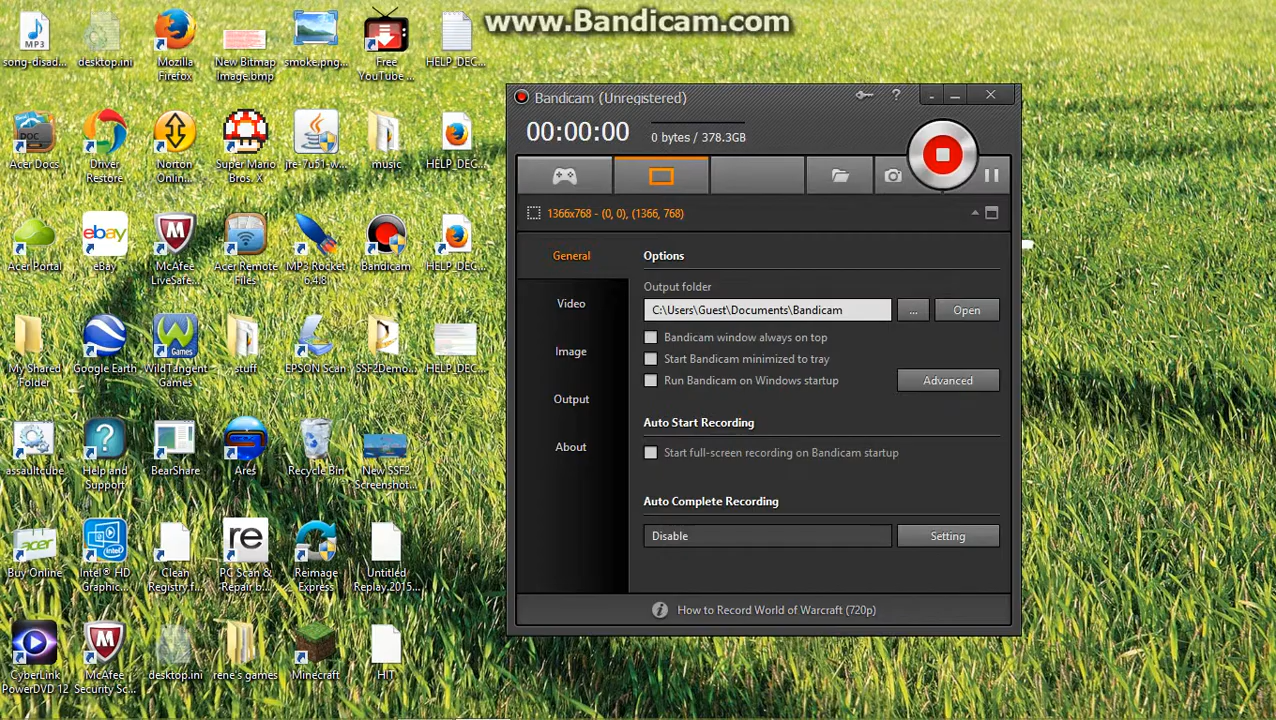 www.Bandicam.com
MP3
song-disad...
desktop.ini
Mozilla
Firefox
New Bitmap
Image.bmp
smoke.png...
Free
YouTube ...
HELP_DEC...
DOC
Acer Docs
Driver
Restore
Norton
Onlin...
Super Mario
Bros. X
jre-7u51-w...
music
HELP_DEC...
Acer Portal
ebay
eBay
McAfee
LiveSafe...
Acer Remote
Files
MP3 Rocket
6.4.8
Bandicam
HELP_DEC...
My Shared
Folder
Google Earth
Games
WildTangent
Games
stuff
EPSON Scan
SSF2Demo...
HELP_DEC...
assaultcube
Help and
Support
BearShare
Ares
Recycle Bin
New SSF2
Screenshot...
acer
Buy Online
Intel® HD
Graphic...
Clean
Registry.f...
re
PC Scan &
Repair b...
Reimage
Express
Untitled
Replay.2015...
CyberLink
PowerDVD 12
McAfee
Security Sc...
desktop.ini
rene's games
Minecraft
HIT
Bandicam (Unregistered)
00:00:00
0 bytes / 378.3GB
1366x768 - (0, 0), (1366, 768)
General
Video
Image
Output
About
Options
Output folder
C:\Users\Guest\Documents\Bandicam
...
Open
Bandicam window always on top
Start Bandicam minimized to tray
Run Bandicam on Windows startup
Advanced
Auto Start Recording
Start full-screen recording on Bandicam startup
Auto Complete Recording
Disable
Setting
How to Record World of Warcraft (720p)